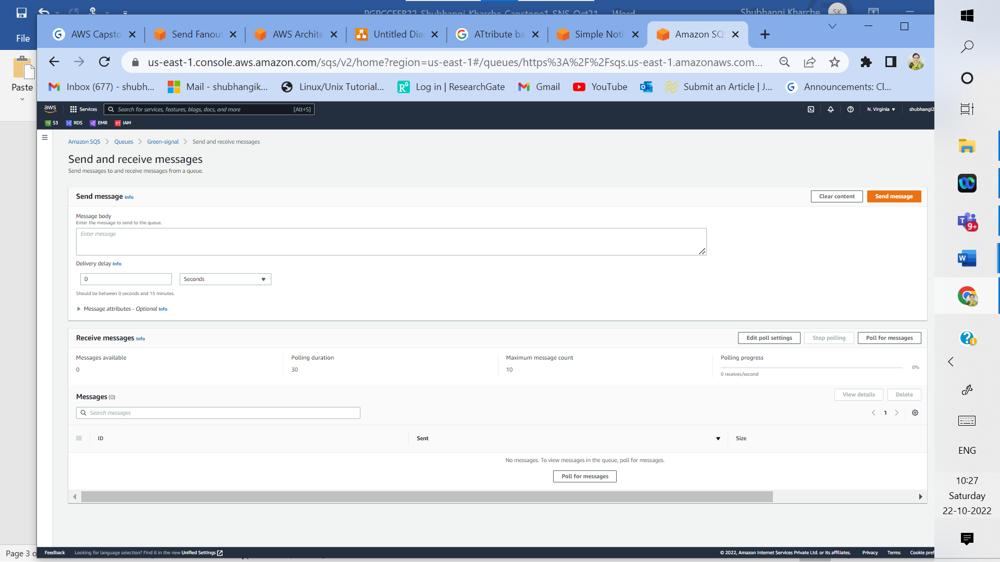 PGPCCFEB22_Shubhangi_Kharche_Capstone1_SNS_Oct21 - Word
Shubhangi Kharche
SK
File
Paste
AWS Capsto
Send Fanout
AWS Archite
Untitled Dia
ATtribute ba
Simple Noti
Amazon SQ
us-east-1.console.aws.amazon.com/sqs/v2/home?region=us-east-1#/queues/https%3A%2F%2Fsqs.us-east-1.amazonaws.com...
Inbox (677) - shubh...
Mail - shubhangik...
Linux/Unix Tutorial...
Log in | ResearchGate
Gmail
YouTube
Submit an Article | J...
Announcements: Cl...
aws
Services
Search for services, features, blogs, docs, and more
[Alt+S]
N. Virginia
shubhangi2
S3
RDS
EMR
IAM
Amazon SQS
Queues
Green-signal
Send and receive messages
Send and receive messages
Send messages to and receive messages from a queue.
Send message Info
Clear content
Send message
Message body
Enter the message to send to the queue.
Enter message
Delivery delay Info
0
Seconds
Should be between 0 seconds and 15 minutes.
Message attributes - Optional Info
Receive messages Info
Edit poll settings
Stop polling
Poll for messages
Messages available
0
Polling duration
30
Maximum message count
10
Polling progress
0%
0 receives/second
Messages (0)
View details
Delete
Search messages
1
ID
Sent
Size
No messages. To view messages in the queue, poll for messages.
Poll for messages
Feedback
Looking for language selection? Find it in the new Unified Settings
© 2022, Amazon Internet Services Private Ltd. or its affiliates.
Privacy
Terms
Cookie pref
Page 3 o
9+
ENG
10:27
Saturday
22-10-2022